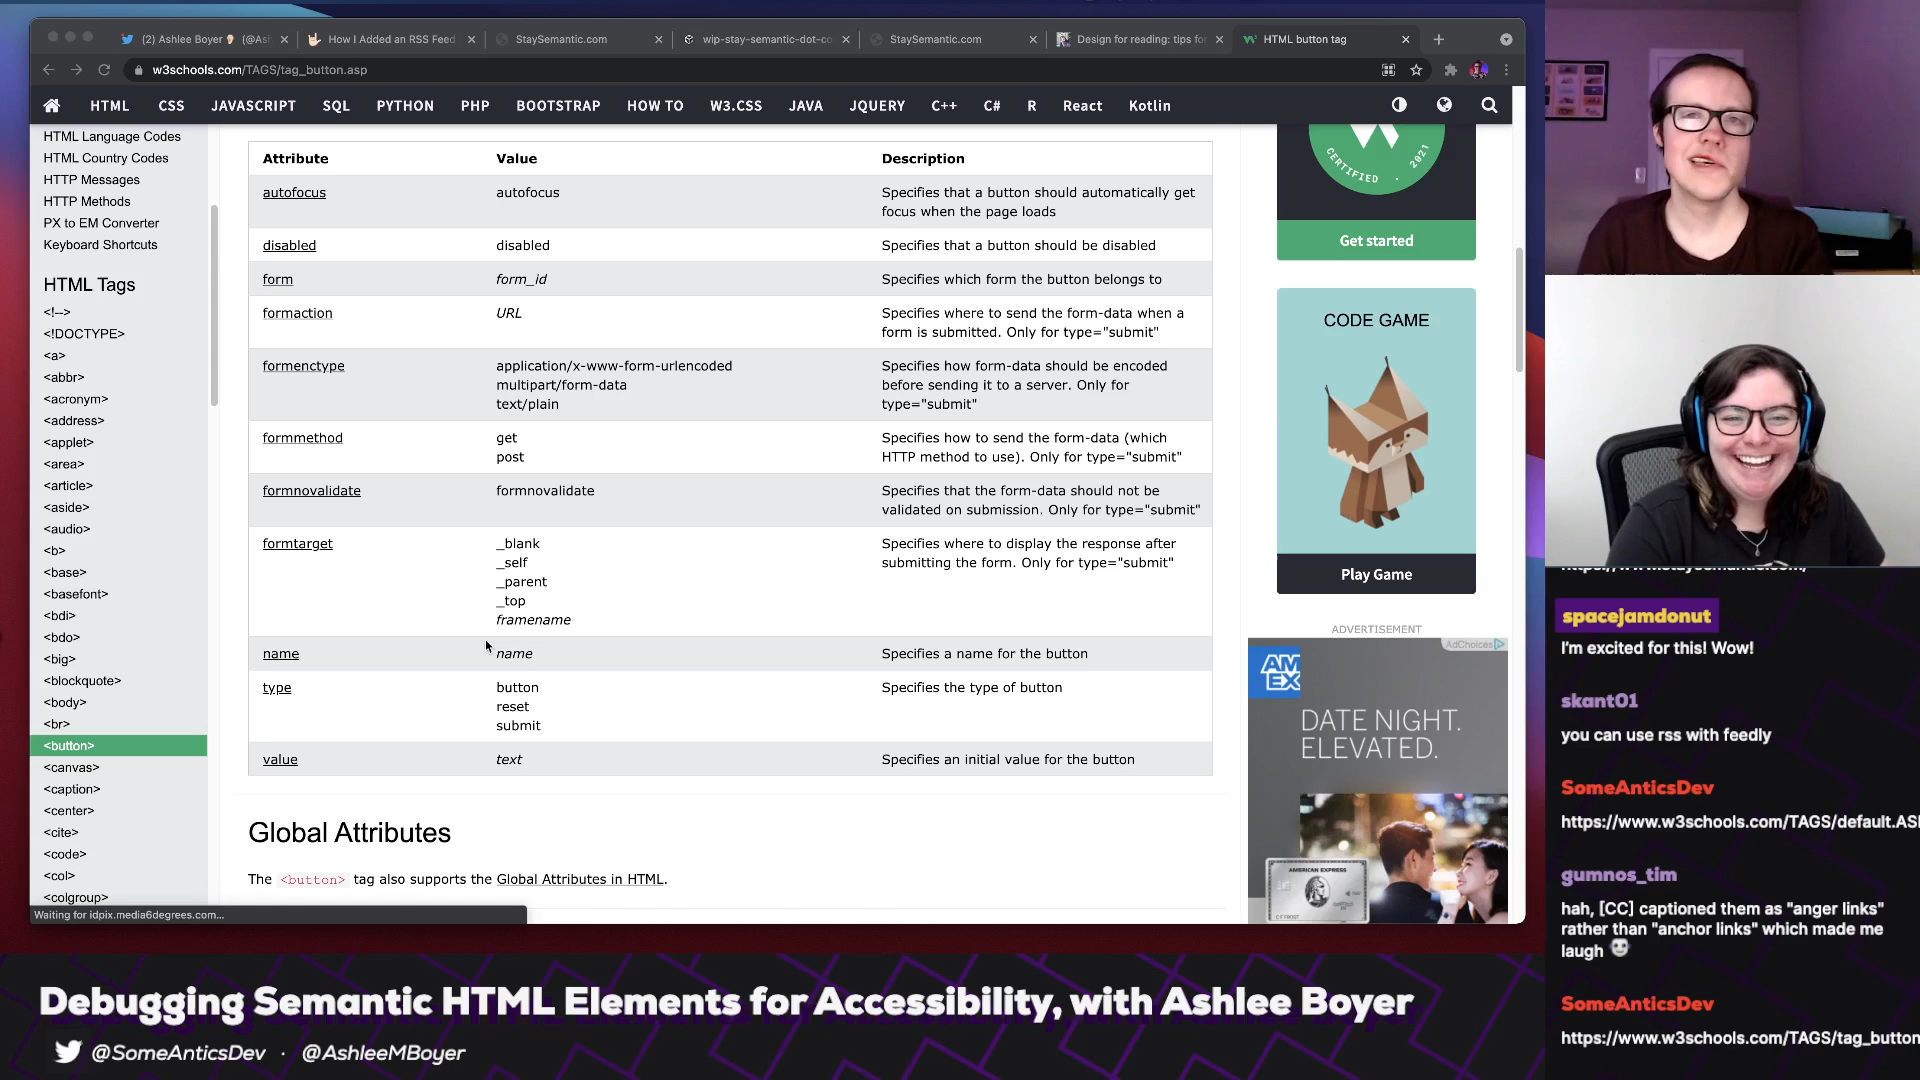 (2) Ashlee Boyer
How I Added an RSS Feed
StaySemantic.com
wip-stay-semantic-dot-co
StaySemantic.com
Design for reading: tips fo
HTML button tag
w3schools.com/TAGS/tag_button.asp
HTML CSS JAVASCRIPT SQL PYTHON PHP BOOTSTRAP HOW TO W3.CSS JAVA JQUERY C++ C# R React Kotlin
HTML Language Codes
HTML Country Codes
HTTP Messages
HTTP Methods
PX to EM Converter
Keyboard Shortcuts
HTML Tags
<!-->
<!DOCTYPE>
<a>
<abbr>
<acronym>
<address>
<applet>
<area>
<article>
<aside>
<audio>
<b>
<base>
<basefont>
<bdi>
<bdo>
<big>
<blockquote>
<body>
<br>
<button>
<canvas>
<caption>
<center>
<cite>
<code>
<col>
<colgroup>
Waiting for idpix.media6degrees.com...
Attribute Value Description
autofocus autofocus Specifies that a button should automatically get
focus when the page loads
disabled disabled Specifies that a button should be disabled
form form_id Specifies which form the button belongs to
formaction URL Specifies where to send the form-data when a
form is submitted. Only for type="submit"
formenctype application/x-www-form-urlencoded Specifies how form-data should be encoded
multipart/form-data before sending it to a server. Only for
text/plain type="submit"
formmethod get Specifies how to send the form-data (which
post HTTP method to use). Only for type="submit"
formnovalidate formnovalidate Specifies that the form-data should not be
validated on submission. Only for type="submit"
formtarget _blank Specifies where to display the response after
_self submitting the form. Only for type="submit"
_parent
_top
framename
name name Specifies a name for the button
type button Specifies the type of button
reset
submit
value text Specifies an initial value for the button
Global Attributes
The <button> tag also supports the Global Attributes in HTML.
CERTIFIED · 2021
Get started
CODE GAME
Play Game
ADVERTISEMENT
AdChoices
AM
EX
DATE NIGHT.
ELEVATED.
AMERICAN EXPRESS
spacejamdonut
I'm excited for this! Wow!
skant01
you can use rss with feedly
SomeAnticsDev
https://www.w3schools.com/TAGS/default.AS
gumnos_tim
hah, [CC] captioned them as "anger links"
rather than "anchor links" which made me
laugh
SomeAnticsDev
https://www.w3schools.com/TAGS/tag_button
Debugging Semantic HTML Elements for Accessibility, with Ashlee Boyer
@SomeAnticsDev · @AshleeMBoyer